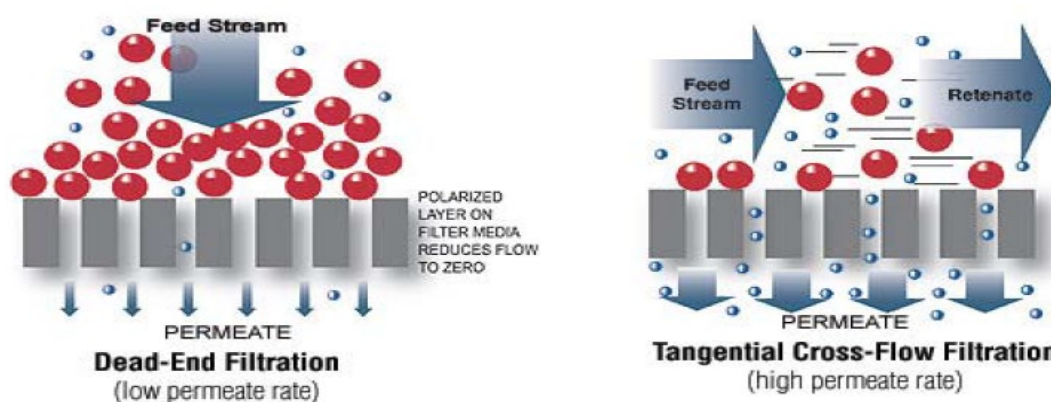 Feed Stream
POLARIZED
LAYER ON
FILTER MEDIA
REDUCES FLOW
TO ZERO
PERMEATE
Dead-End Filtration
(low permeate rate)
Feed
Stream
Retenate
PERMEATE
Tangential Cross-Flow Filtration
(high permeate rate)